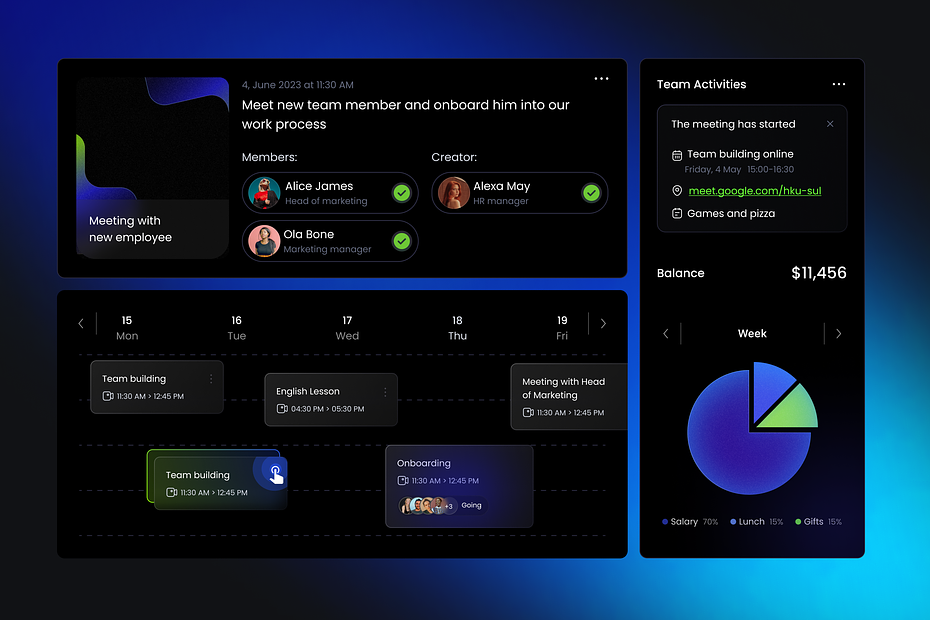 4, June 2023 at 11:30 AM
Meet new team member and onboard him into our
work process
Meeting with
new employee
Members:
Alice James
Head of marketing
Ola Bone
Marketing manager
Creator:
Alexa May
HR manager
15
Mon
16
Tue
17
Wed
18
Thu
19
Fri
Team building
11:30 AM > 12:45 PM
English Lesson
04:30 PM > 05:30 PM
Meeting with Head
of Marketing
11:30 AM > 12:45 PM
Team building
11:30 AM > 12:45 PM
Onboarding
11:30 AM > 12:45 PM
+3 Going
Team Activities
The meeting has started
Team building online
Friday, 4 May 15:00-16:30
meet.google.com/hku-sul
Games and pizza
Balance $11,456
Week
Salary 70% Lunch 15% Gifts 15%